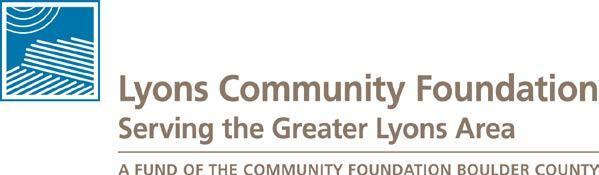 Lyons Community Foundation
Serving the Greater Lyons Area
A FUND OF THE COMMUNITY FOUNDATION BOULDER COUNTY